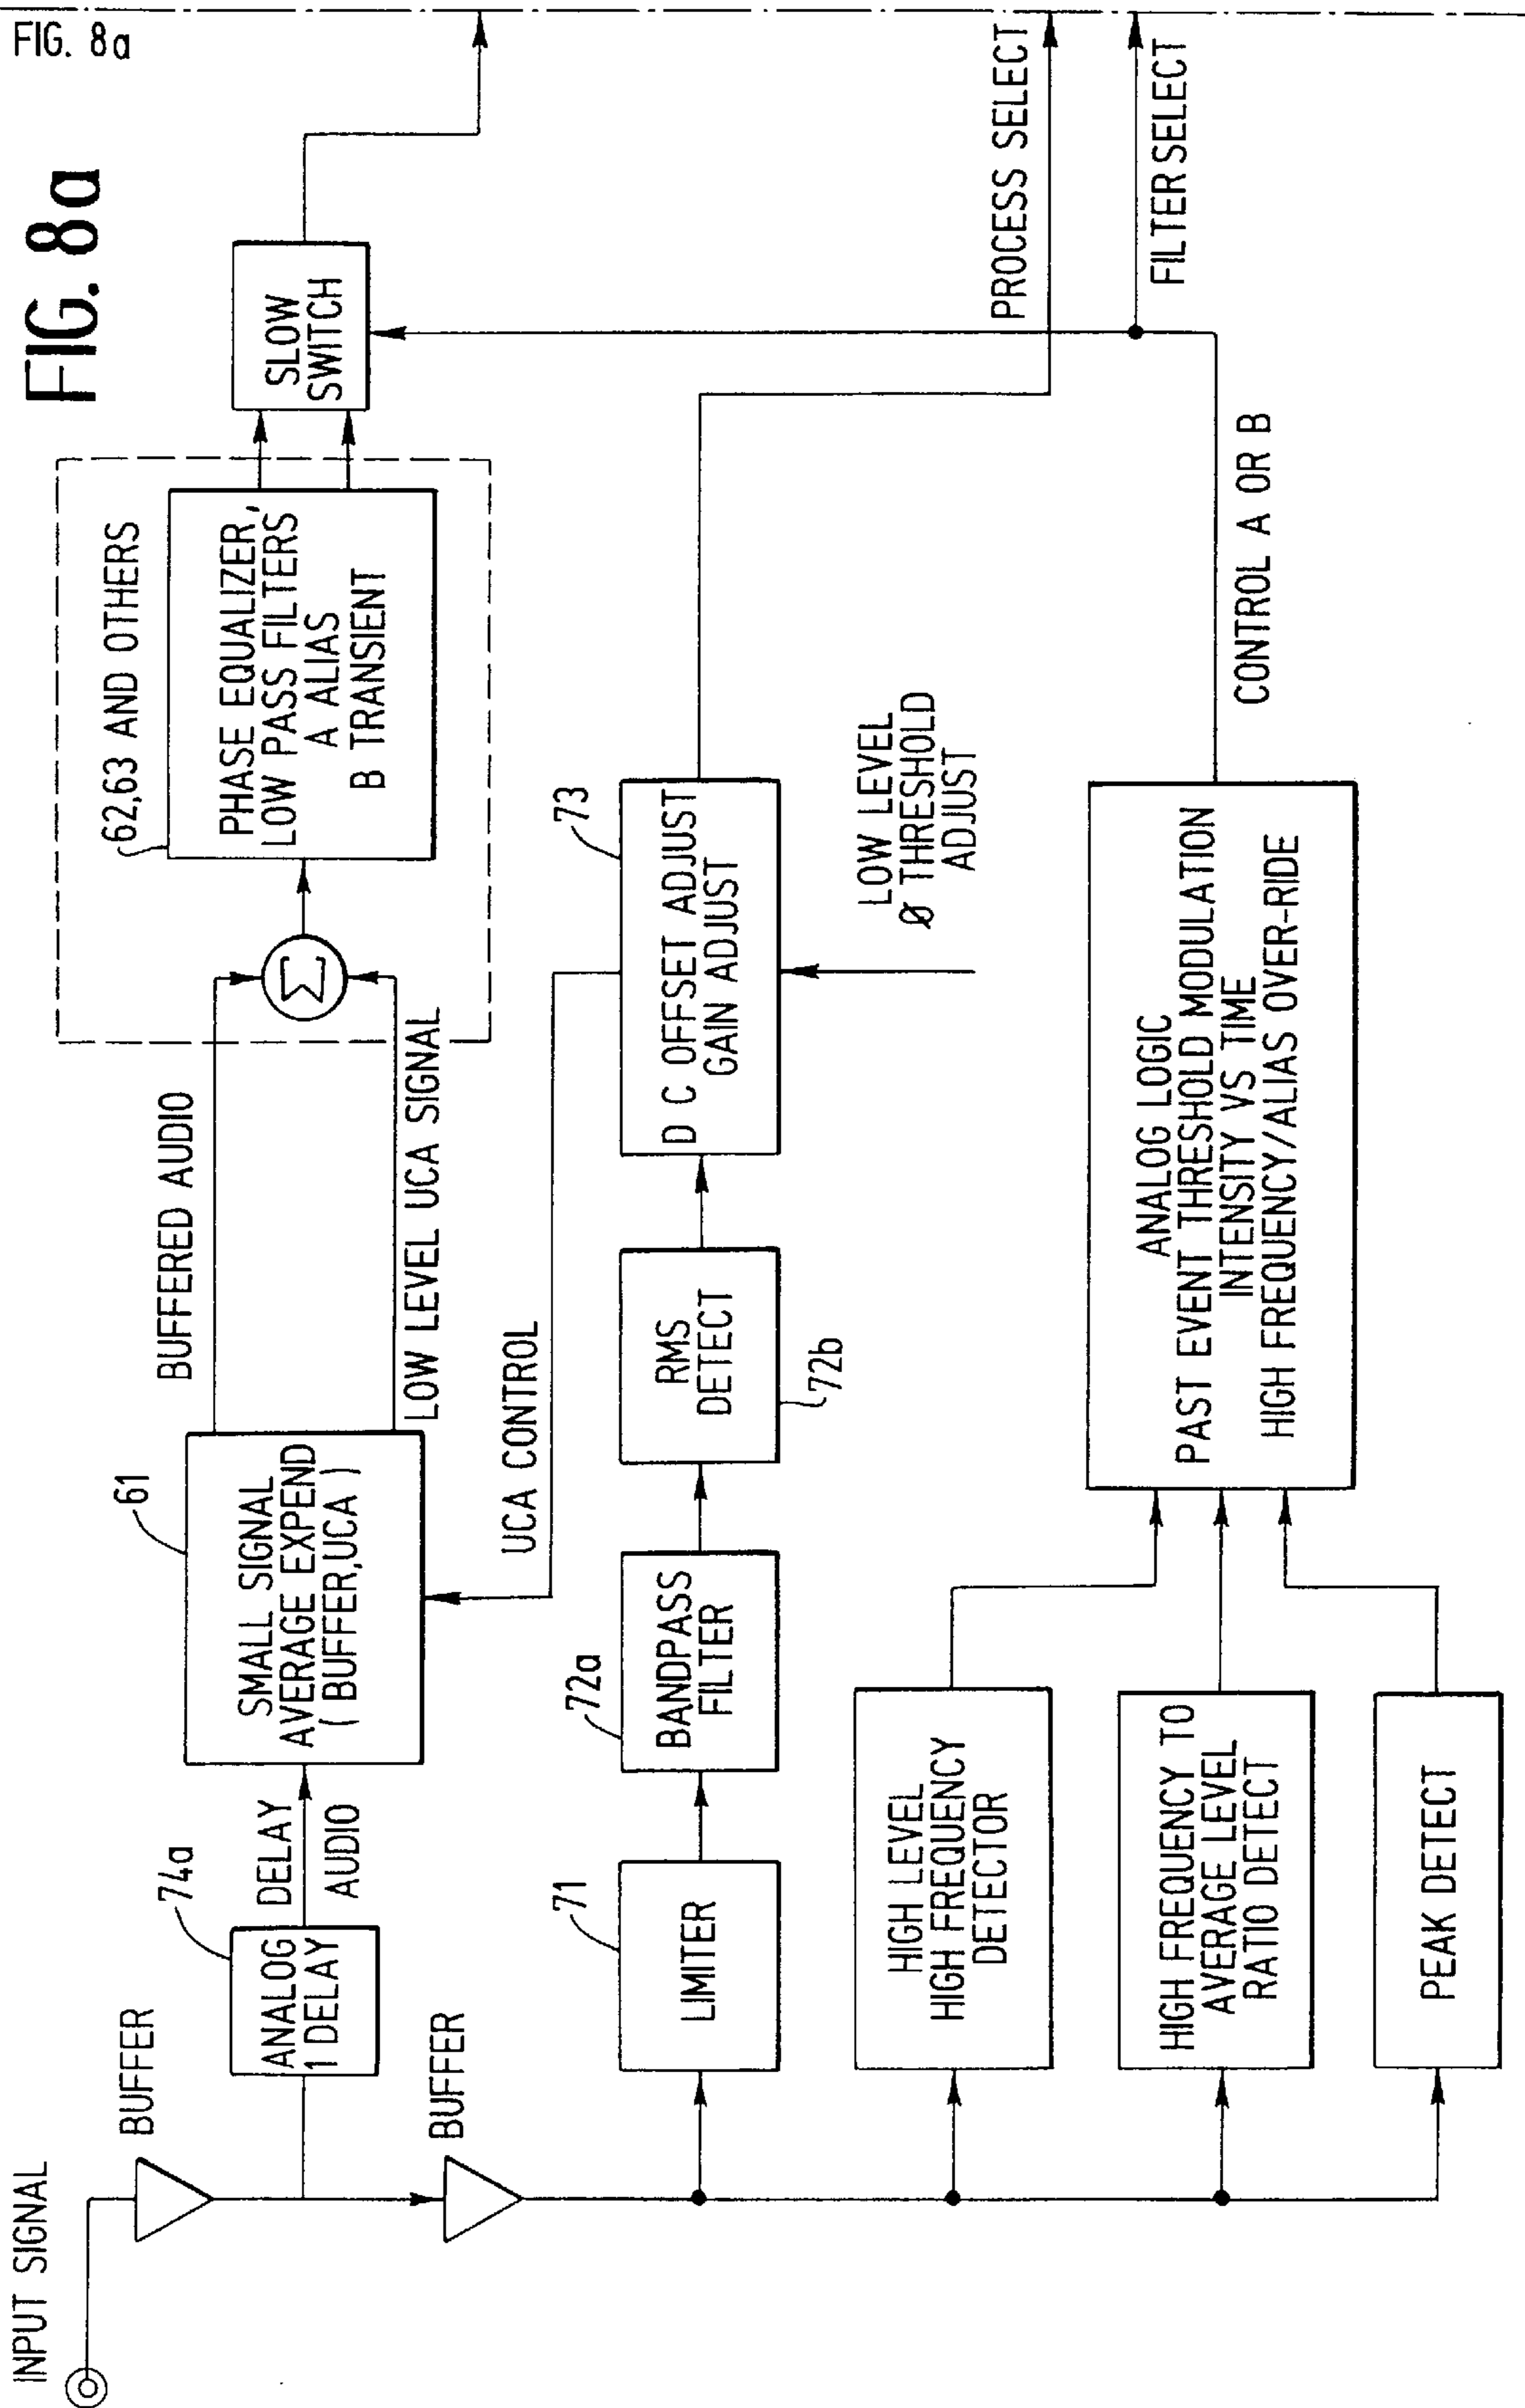 FIG. 8a
FIG. 8a
INPUT SIGNAL
BUFFER
BUFFER
74a
ANALOG
1 DELAY
DELAY
AUDIO
61
SMALL SIGNAL
AVERAGE EXPEND
( BUFFER,UCA )
BUFFERED AUDIO
LOW LEVEL UCA SIGNAL
Σ
62,63 AND OTHERS
PHASE EQUALIZER,
LOW PASS FILTERS
A ALIAS
B TRANSIENT
SLOW
SWITCH
UCA CONTROL
71
LIMITER
72a
BANDPASS
FILTER
RMS
DETECT
72b
73
D C OFFSET ADJUST
GAIN ADJUST
LOW LEVEL
Ø THRESHOLD
ADJUST
PROCESS SELECT
FILTER SELECT
HIGH LEVEL
HIGH FREQUENCY
DETECTOR
HIGH FREQUENCY TO
AVERAGE LEVEL
RATIO DETECT
PEAK DETECT
ANALOG LOGIC
PAST EVENT THRESHOLD MODULATION
INTENSITY VS TIME
HIGH FREQUENCY/ALIAS OVER-RIDE
CONTROL A OR B